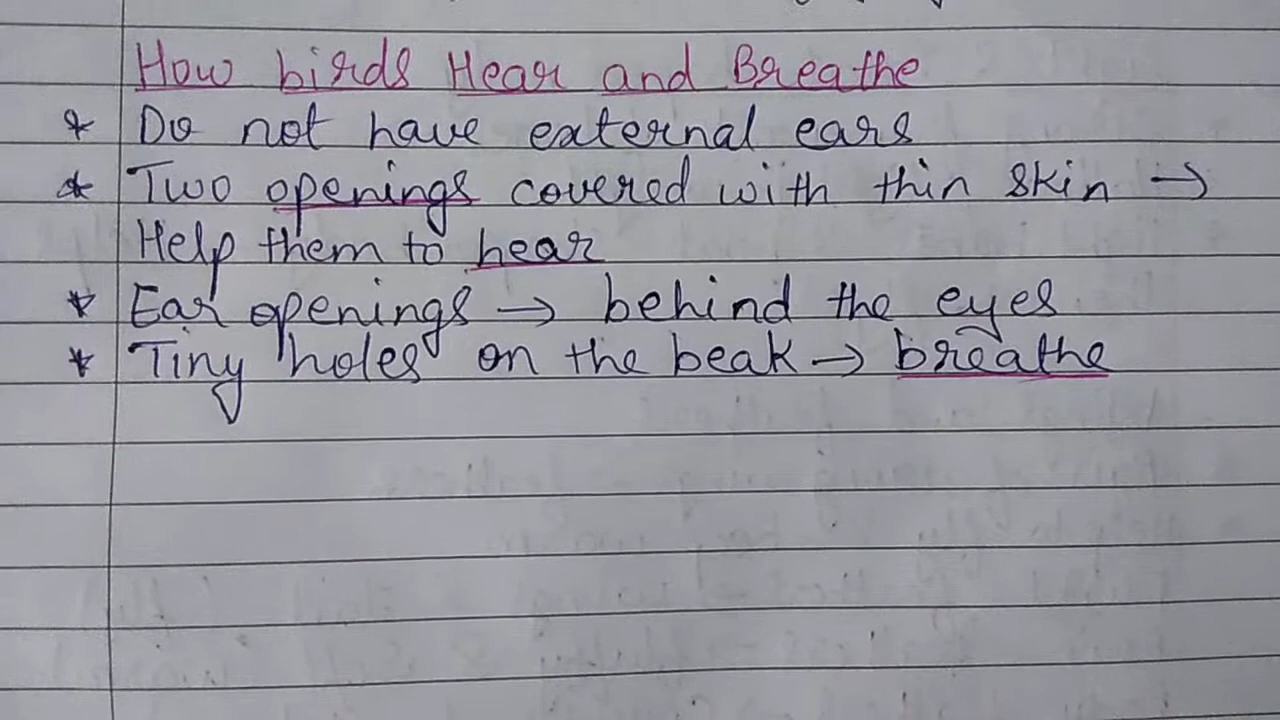 How birds Hear and Breathe
* Do not have external ears
* Two openings covered with thin skin →
Help them to hear
* Ear openings → behind the eyes
* Tiny holes on the beak → breathe